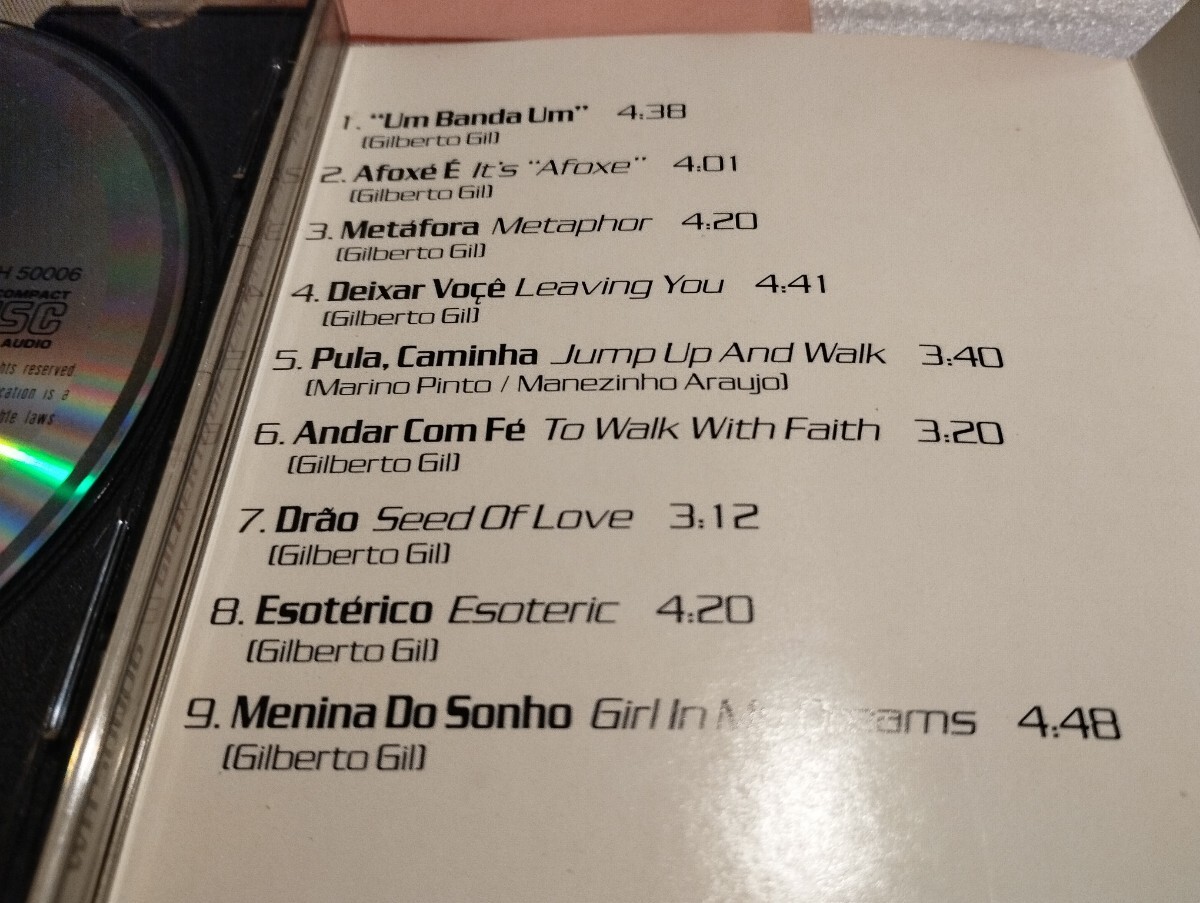 1. "Um Banda Um" 4:38
(Gilberto Gil)
2. Afoxé É It's "Afoxe" 4:01
(Gilberto Gil)
3. Metáfora Metaphor 4:20
(Gilberto Gil)
4. Deixar Voçê Leaving You 4:41
(Gilberto Gil)
5. Pula, Caminha Jump Up And Walk 3:40
(Marino Pinto / Manezinho Araujo)
6. Andar Com Fé To Walk With Faith 3:20
(Gilberto Gil)
7. Drão Seed Of Love 3:12
(Gilberto Gil)
8. Esotérico Esoteric 4:20
(Gilberto Gil)
9. Menina Do Sonho Girl In My Dreams 4:48
(Gilberto Gil)
H 50006
COMPACT
DISC
AUDIO
reserved
is a
laws